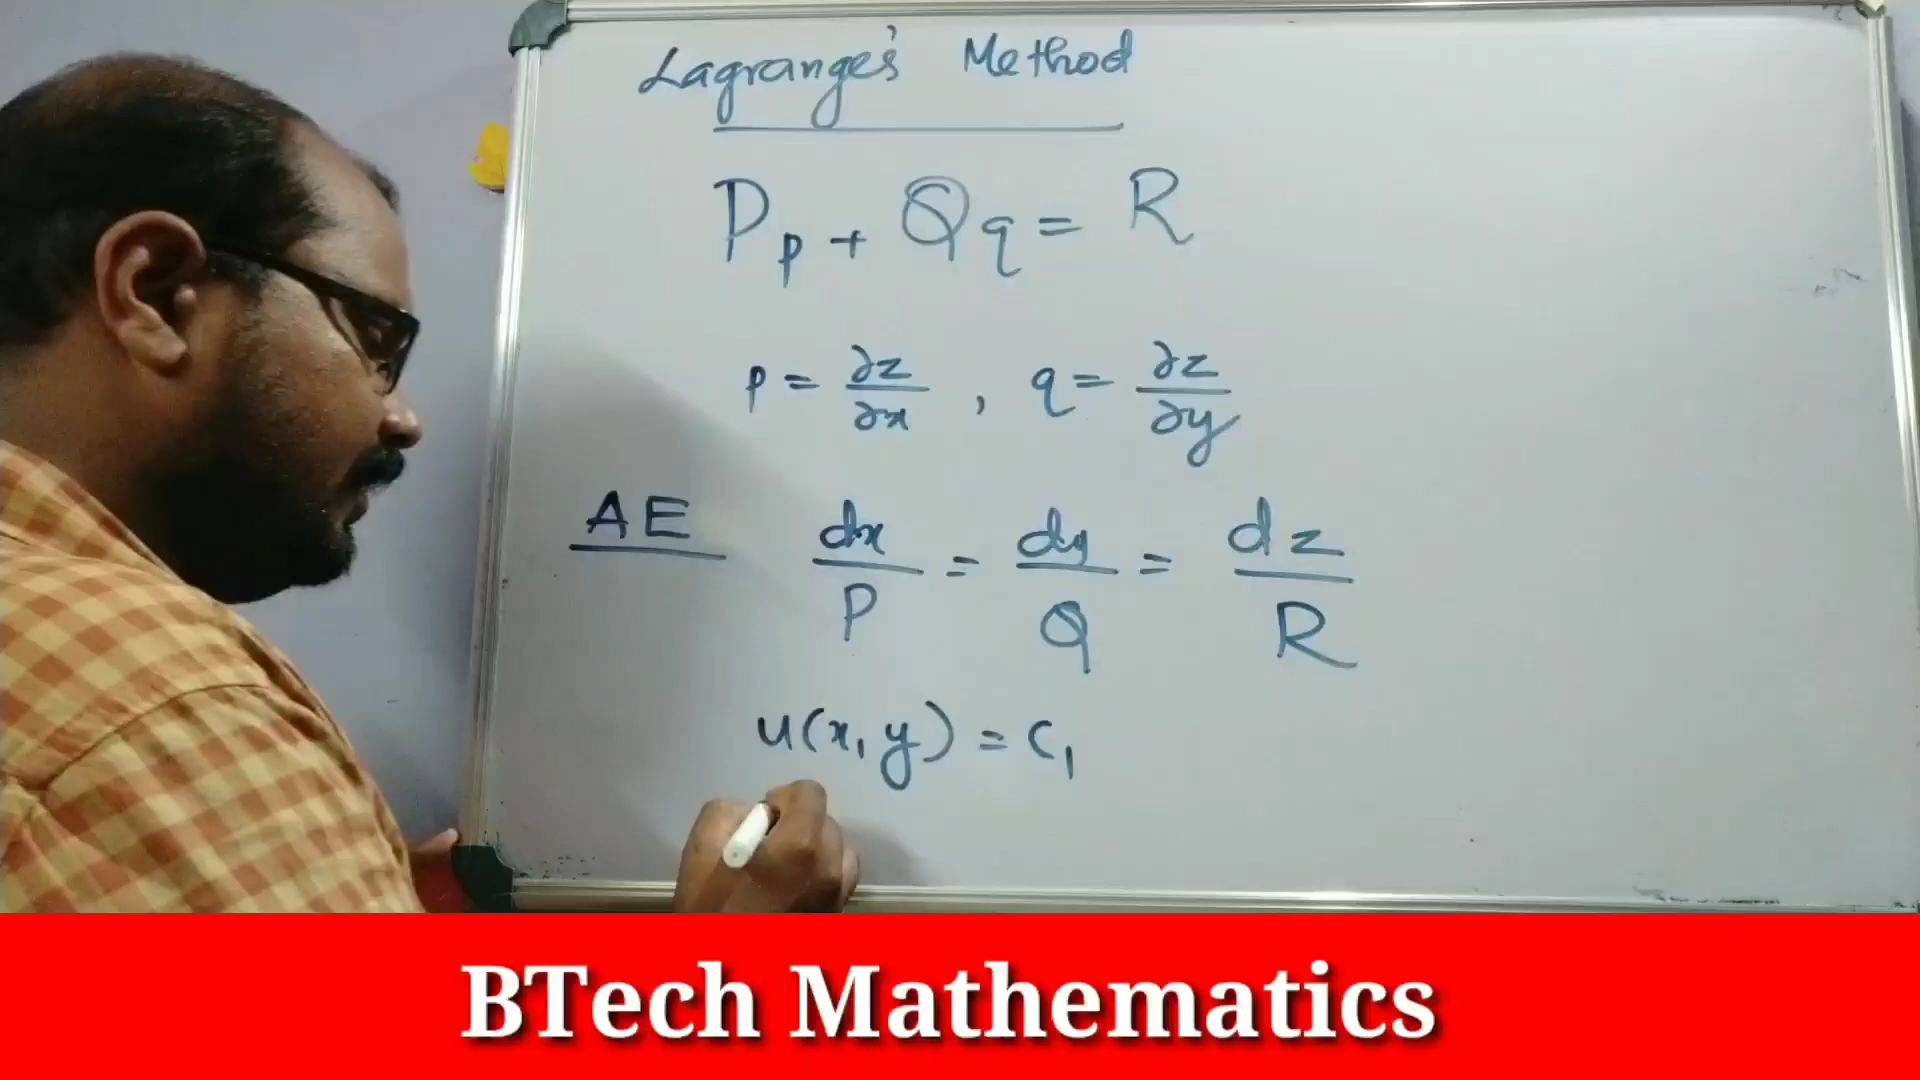 Lagrange's Method
Pp + Qq = R
p = ∂z/∂x , q = ∂z/∂y
AE dx/P = dy/Q = dz/R
u(x, y) = c₁
BTech Mathematics